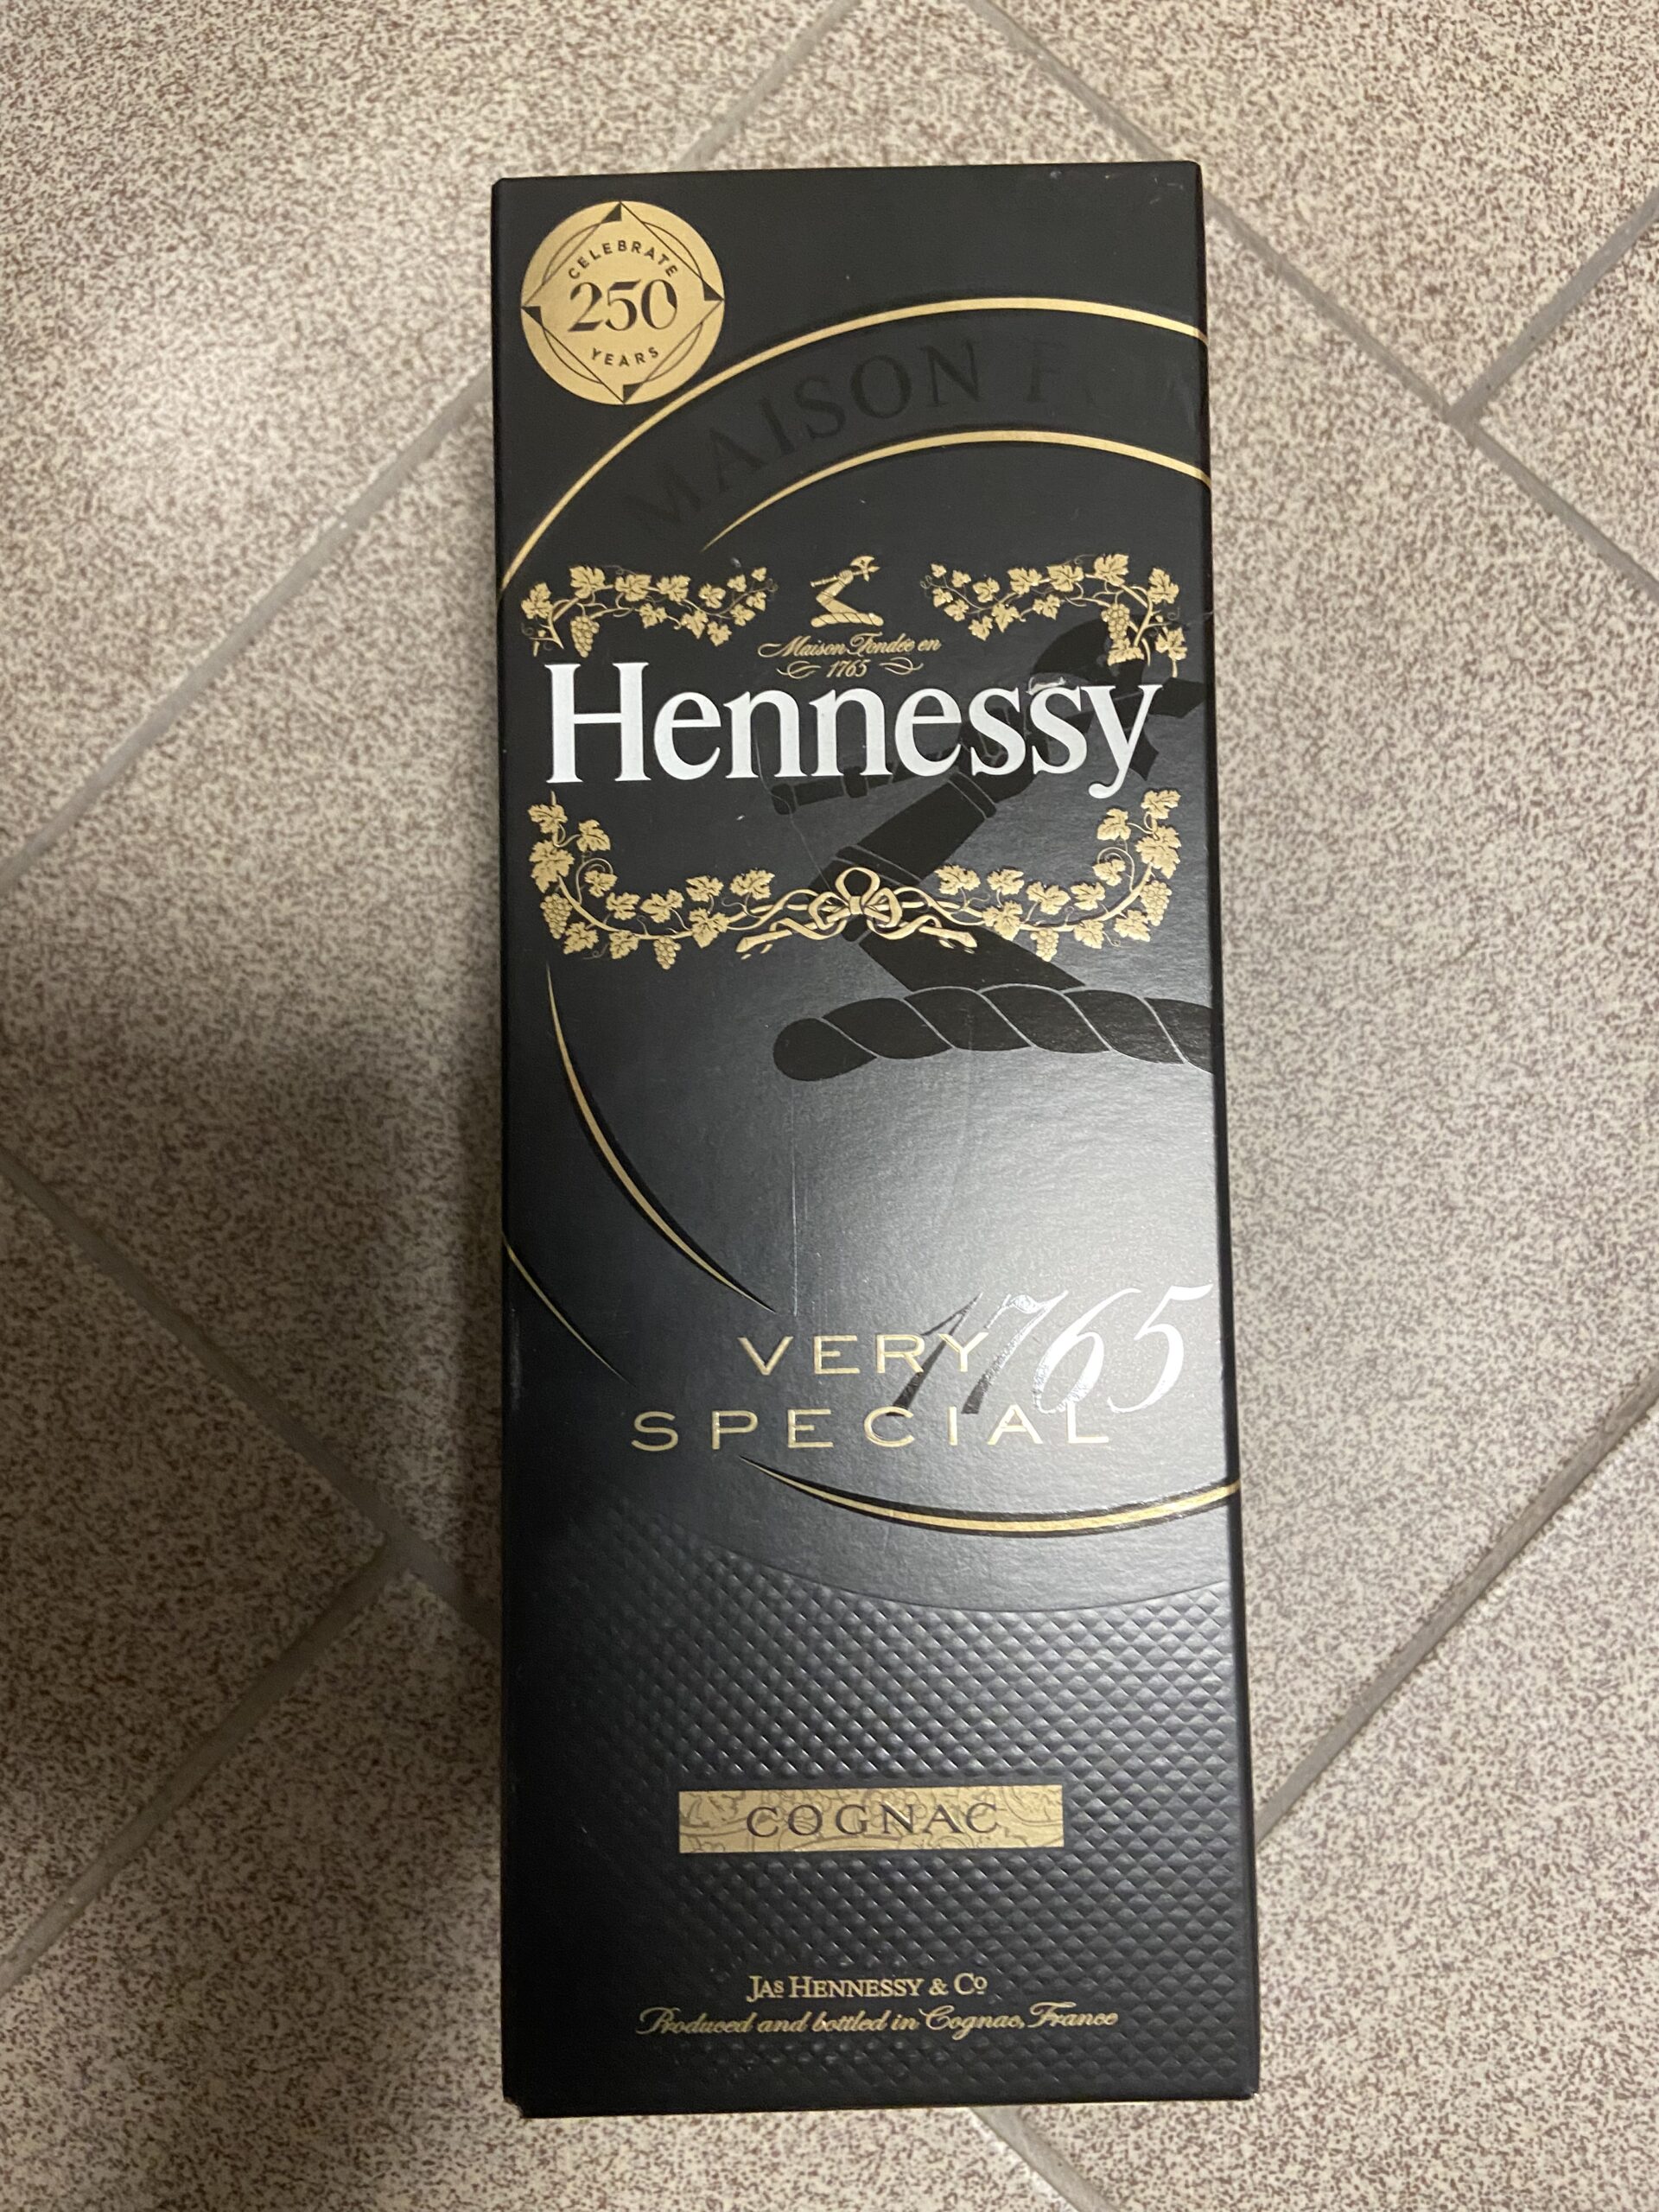 CELEBRATE
250
YEARS
MAISON FON
Maison Fondée en
1765
Hennessy
1765
VERY
SPECIAL
COGNAC
JAS HENNESSY & Cº
Produced and bottled in Cognac, France